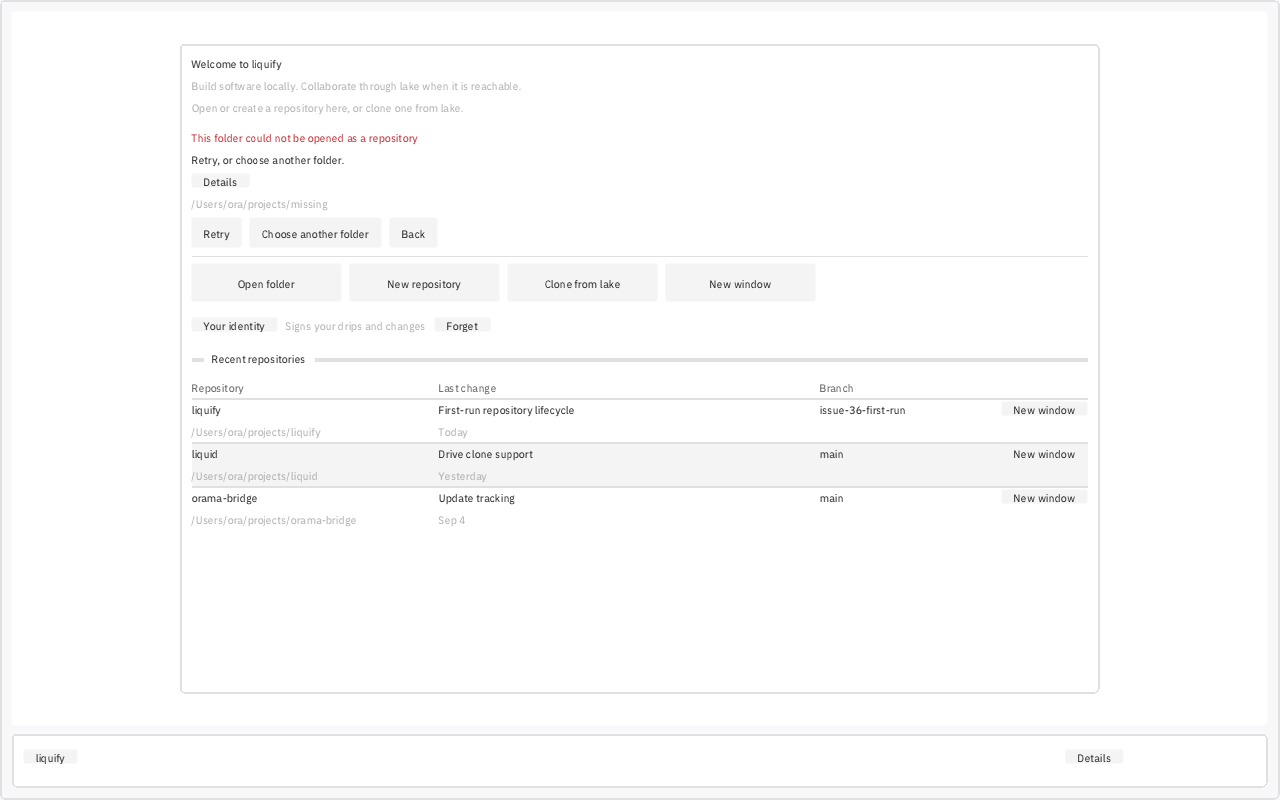 Welcome to liquify
Build software locally. Collaborate through lake when it is reachable.
Open or create a repository here, or clone one from lake.
This folder could not be opened as a repository
Retry, or choose another folder.
Details
/Users/ora/projects/missing
Retry Choose another folder Back
Open folder New repository Clone from lake New window
Your identity Signs your drips and changes Forget
Recent repositories
Repository Last change Branch
liquify First-run repository lifecycle issue-36-first-run New window
/Users/ora/projects/liquify Today
liquid Drive clone support main New window
/Users/ora/projects/liquid Yesterday
orama-bridge Update tracking main New window
/Users/ora/projects/orama-bridge Sep 4
liquify Details